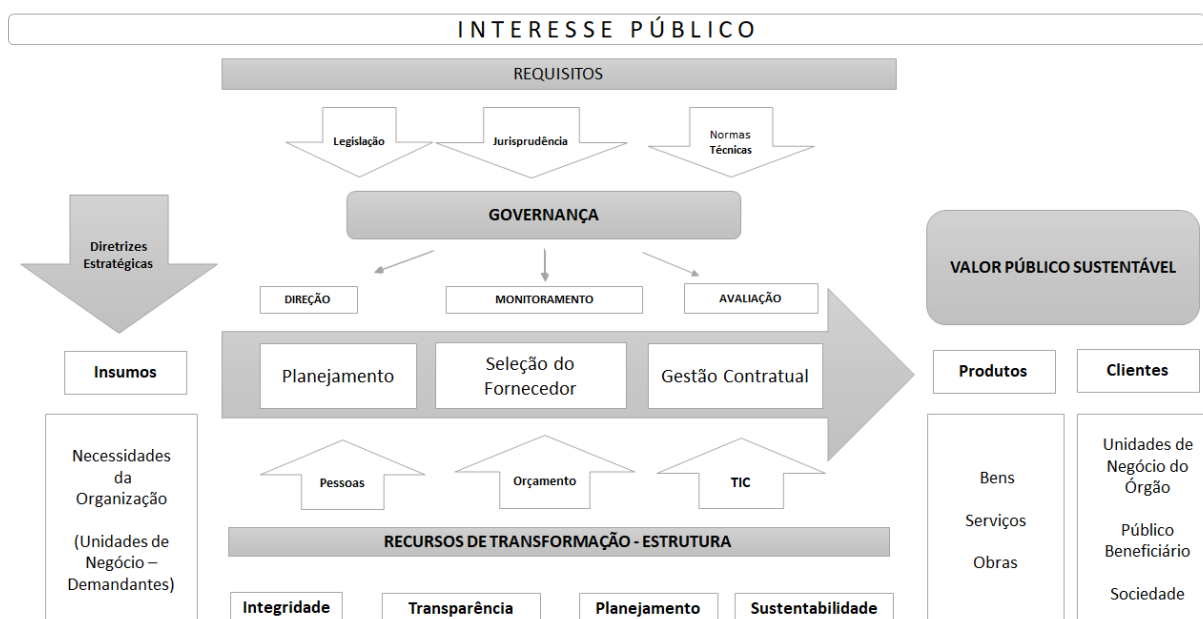 INTERESSE PÚBLICO
REQUISITOS
Legislação
Jurisprudência
Normas
Técnicas
GOVERNANÇA
Diretrizes
Estratégicas
VALOR PÚBLICO SUSTENTÁVEL
DIREÇÃO
MONITORAMENTO
AVALIAÇÃO
Insumos
Planejamento
Seleção do
Fornecedor
Gestão Contratual
Produtos
Clientes
Necessidades
da
Organização
(Unidades de
Negócio –
Demandantes)
Pessoas
Orçamento
TIC
Bens
Serviços
Obras
Unidades de
Negócio do
Órgão
Público
Beneficiário
Sociedade
RECURSOS DE TRANSFORMAÇÃO - ESTRUTURA
Integridade
Transparência
Planejamento
Sustentabilidade